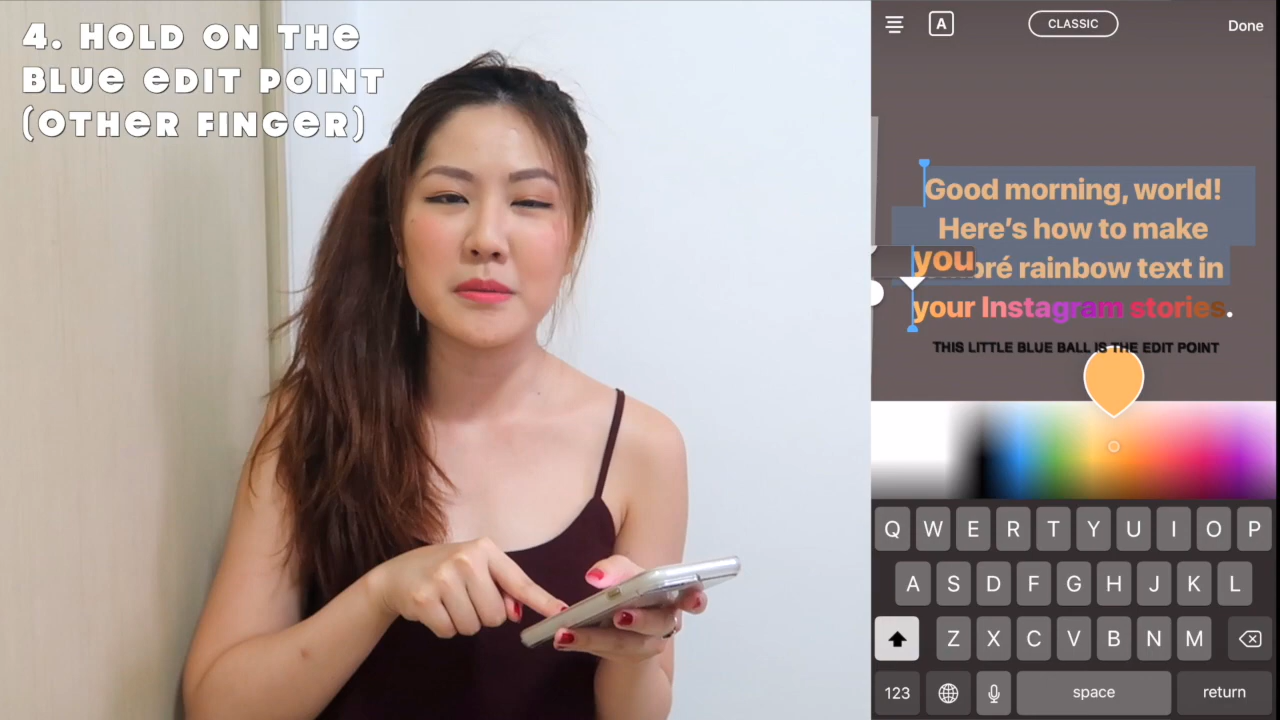 4. HOLD ON THE
BLUE EDIT POINT
(OTHER FINGER)
A
CLASSIC
Done
Good morning, world!
Here’s how to make
you
bré rainbow text in
your Instagram stories.
THIS LITTLE BLUE BALL IS THE EDIT POINT
Q W E R T Y U I O P
A S D F G H J K L
Z X C V B N M
123 space return